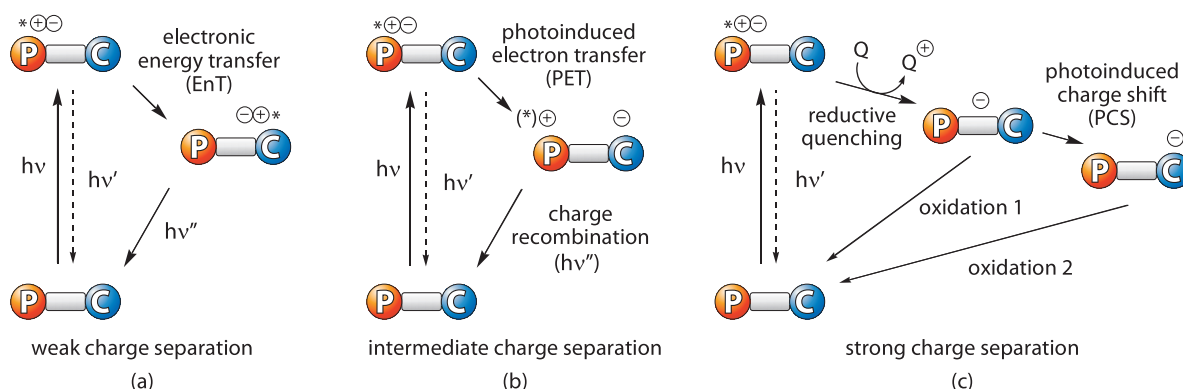 *⊕⊖
P C
electronic
energy transfer
(EnT)
⊖⊕*
P C
hν
hν’
hν”
P C
weak charge separation
(a)
*⊕⊖
P C
photoinduced
electron transfer
(PET)
(*)⊕ ⊖
P C
hν
hν’
charge
recombination
(hν”)
P C
intermediate charge separation
(b)
*⊕⊖
P C
Q Q⊕
reductive
quenching
⊖
P C
photoinduced
charge shift
(PCS)
⊖
P C
hν
hν’
oxidation 1
oxidation 2
P C
strong charge separation
(c)